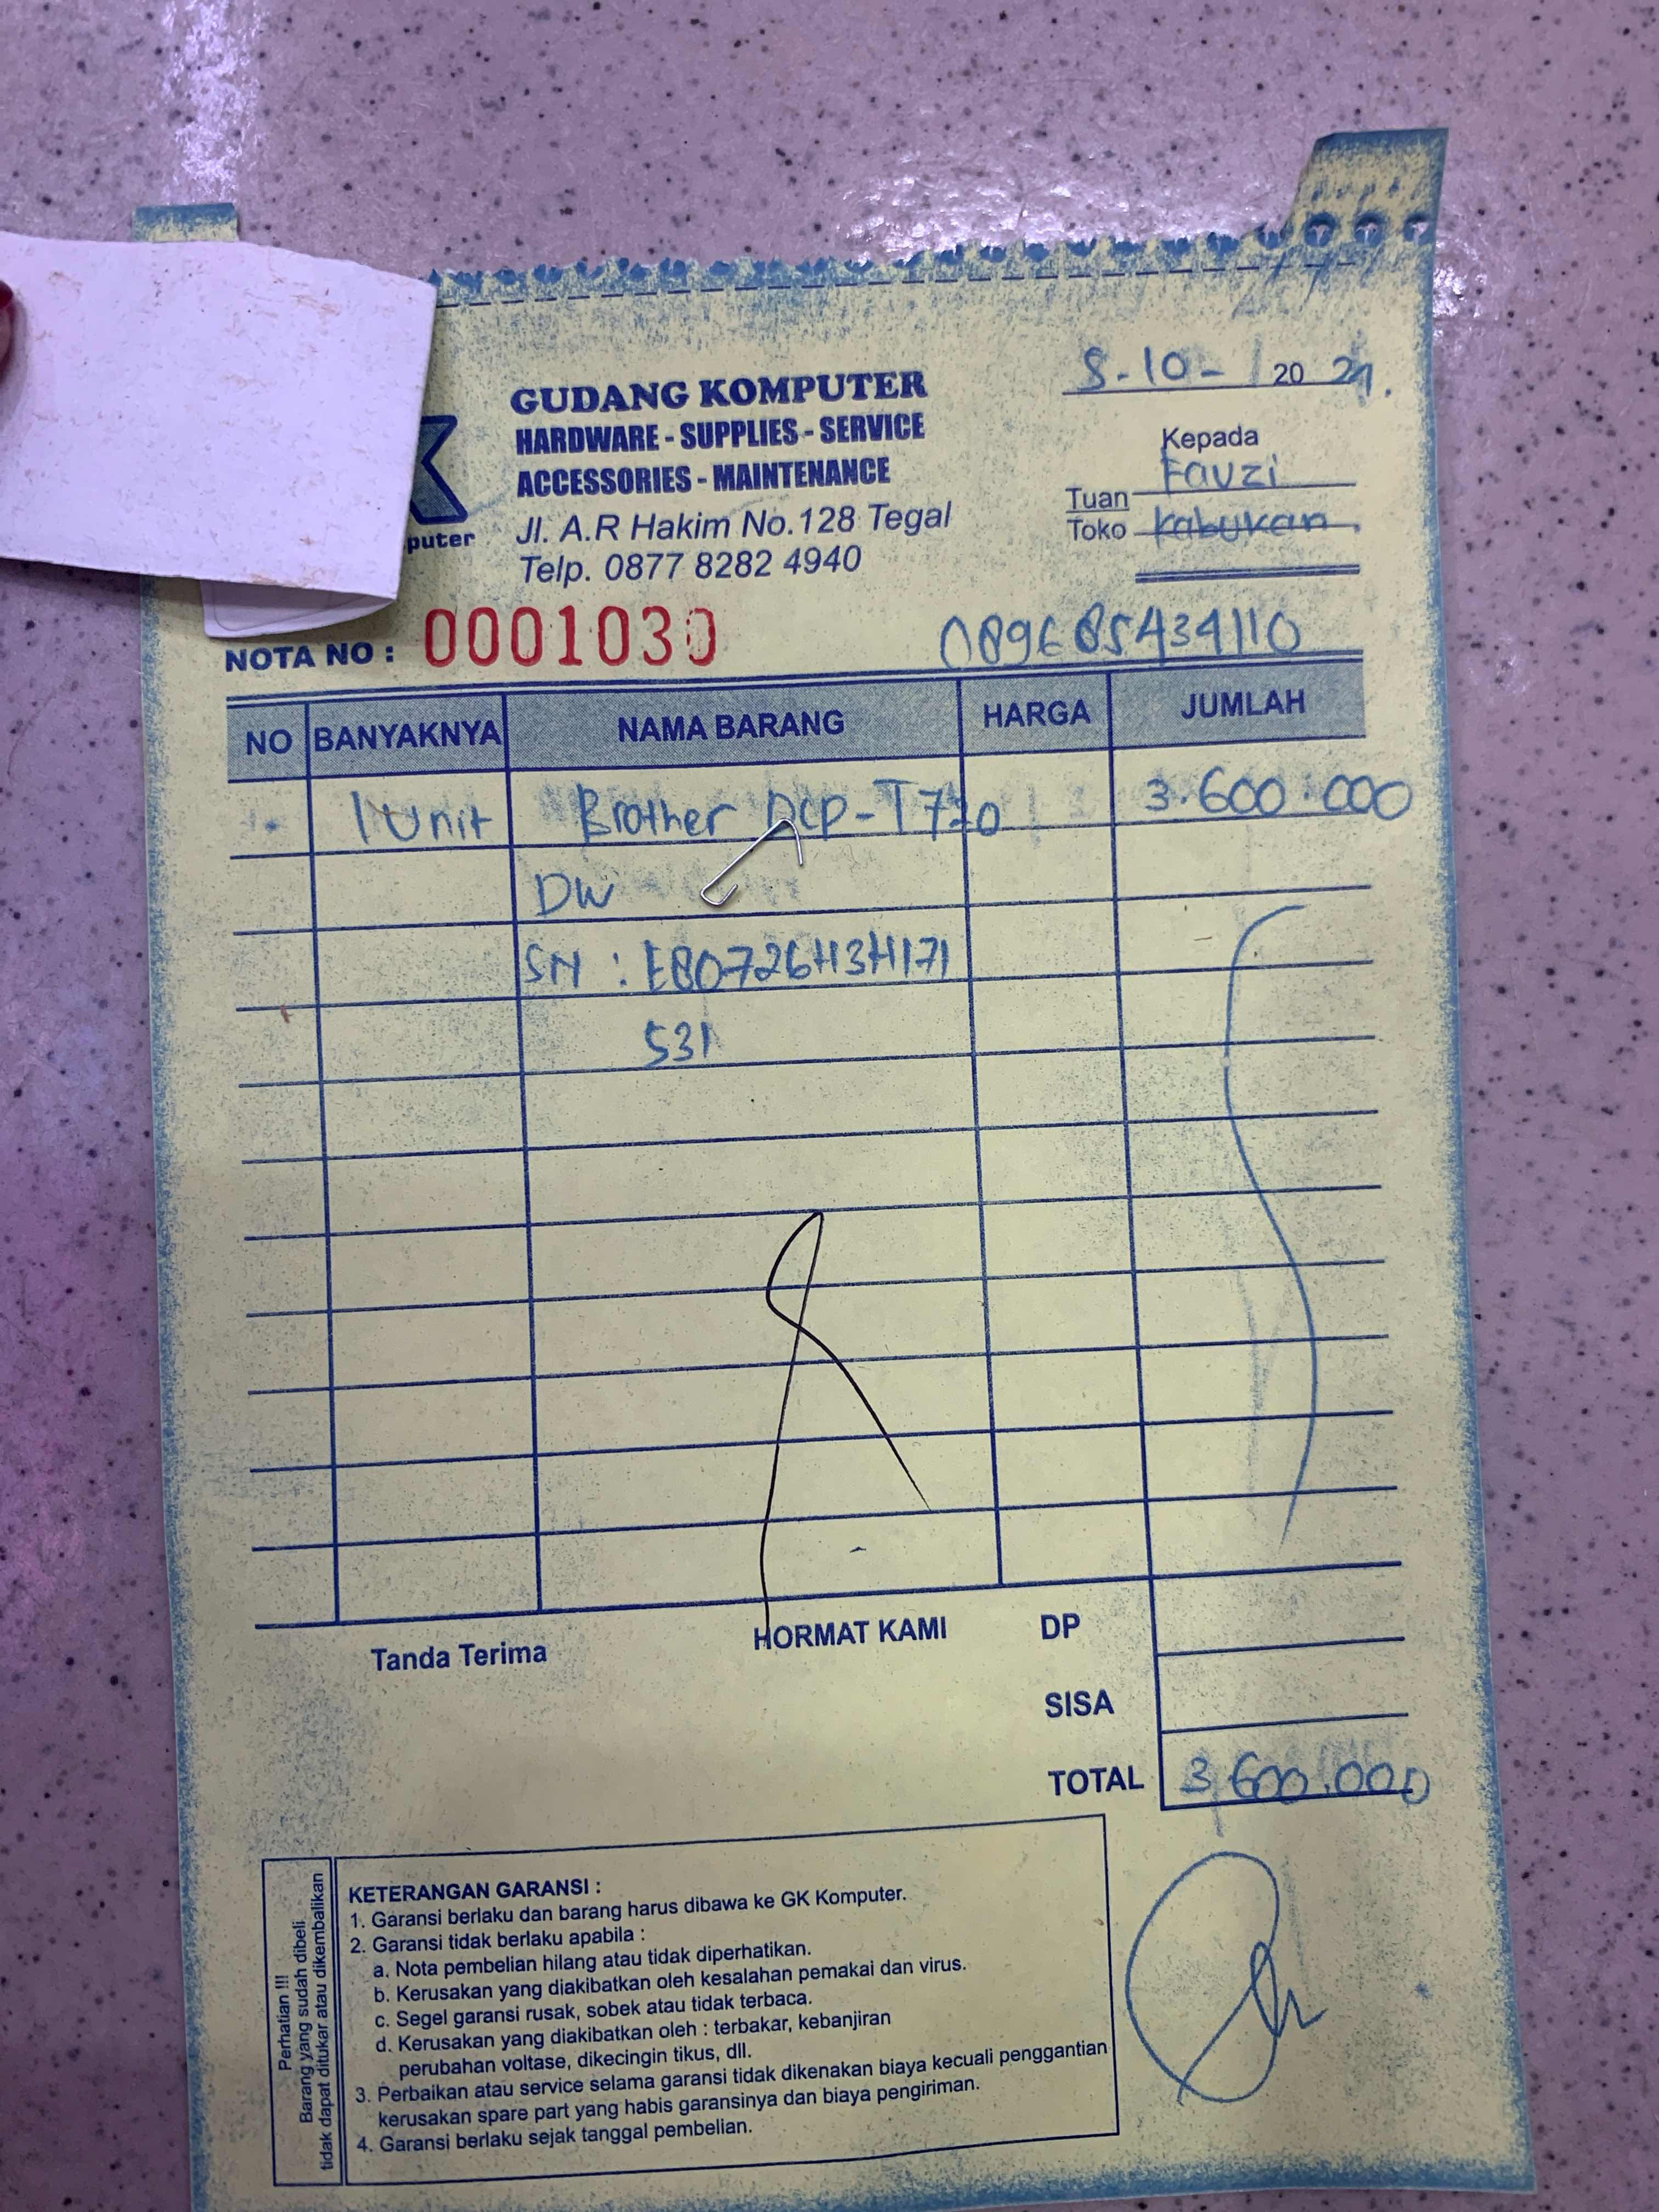 GUDANG KOMPUTER
HARDWARE - SUPPLIES - SERVICE
ACCESSORIES - MAINTENANCE
Jl. A.R Hakim No.128 Tegal
Telp. 0877 8282 4940
puter
-10- 20
Kepada
Tuan Fauzi
Toko Kabukan
NOTA NO : 0001030
089685434110
NO BANYAKNYA NAMA BARANG HARGA JUMLAH
1 Unit Brother DCP-T720 3.600.000
DW
SN : E80726H3H171
531
Tanda Terima HORMAT KAMI DP
SISA
TOTAL 3.600.000
Perhatian !!!
Barang yang sudah dibeli
tidak dapat ditukar atau dikembalikan
KETERANGAN GARANSI :
1. Garansi berlaku dan barang harus dibawa ke GK Komputer.
2. Garansi tidak berlaku apabila :
a. Nota pembelian hilang atau tidak diperhatikan.
b. Kerusakan yang diakibatkan oleh kesalahan pemakai dan virus.
c. Segel garansi rusak, sobek atau tidak terbaca.
d. Kerusakan yang diakibatkan oleh : terbakar, kebanjiran
perubahan voltase, dikecingin tikus, dll.
3. Perbaikan atau service selama garansi tidak dikenakan biaya kecuali penggantian
kerusakan spare part yang habis garansinya dan biaya pengiriman.
4. Garansi berlaku sejak tanggal pembelian.